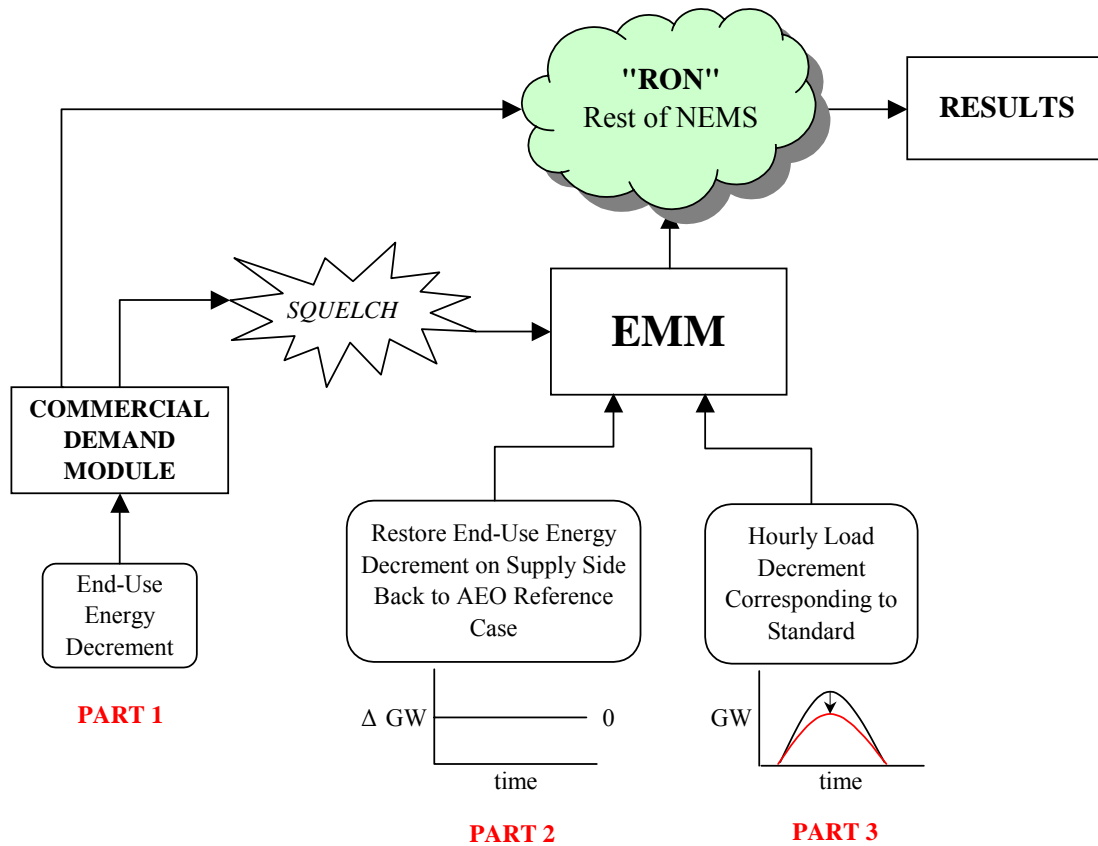 "RON"
Rest of NEMS
RESULTS
SQUELCH
EMM
COMMERCIAL
DEMAND
MODULE
End-Use
Energy
Decrement
PART 1
Restore End-Use Energy
Decrement on Supply Side
Back to AEO Reference
Case
Δ GW
0
time
PART 2
Hourly Load
Decrement
Corresponding to
Standard
GW
time
PART 3